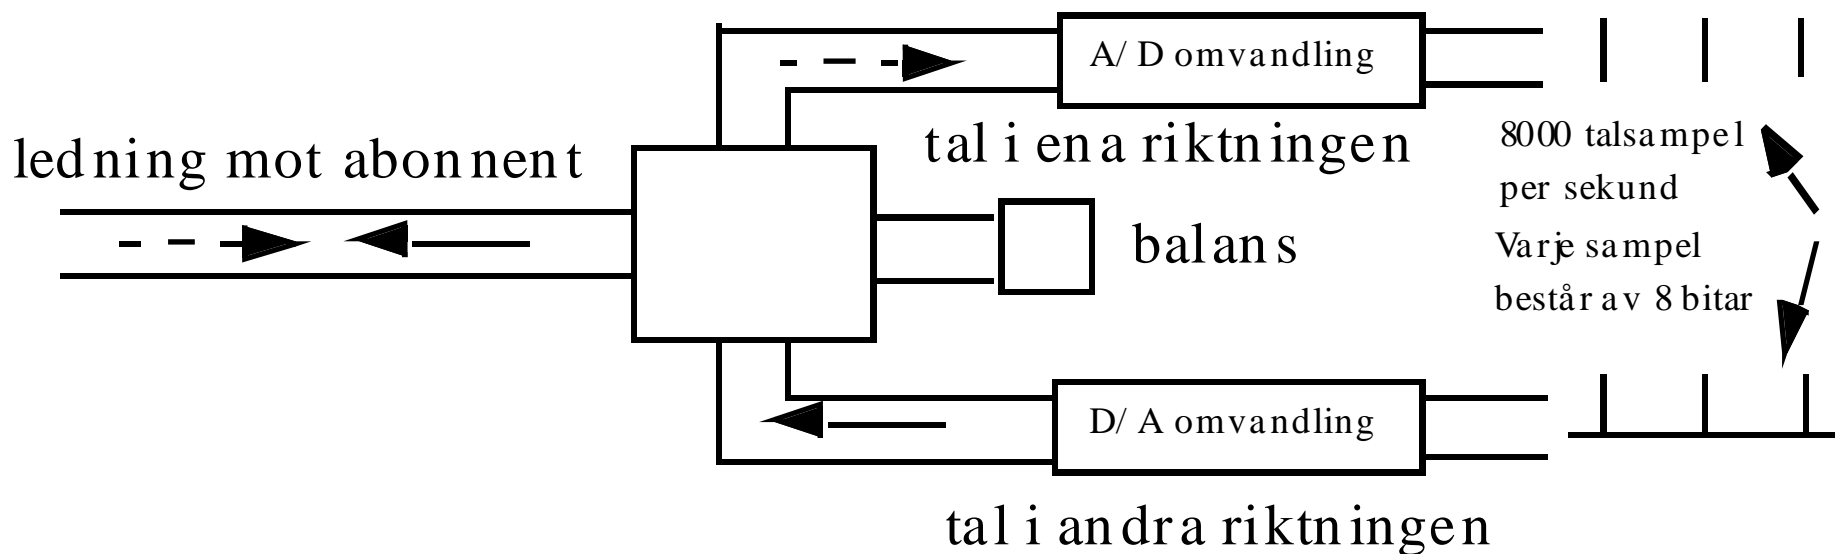 A/D omvandling
ledning mot abonnent
tal i ena riktningen
8000 talsampel
per sekund
balans
Varje sampel
består av 8 bitar
D/A omvandling
tal i andra riktningen